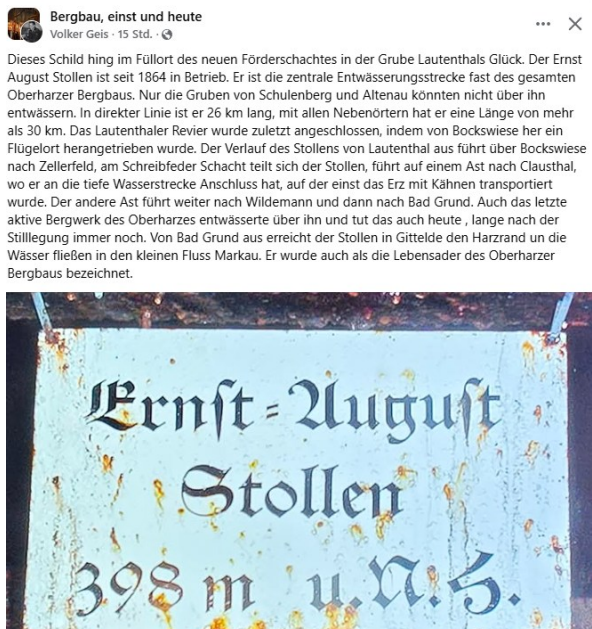 Bergbau, einst und heute
Volker Geis · 15 Std. ·
Dieses Schild hing im Füllort des neuen Förderschachtes in der Grube Lautenthals Glück. Der Ernst
August Stollen ist seit 1864 in Betrieb. Er ist die zentrale Entwässerungsstrecke fast des gesamten
Oberharzer Bergbaus. Nur die Gruben von Schulenberg und Altenau könnten nicht über ihn
entwässern. In direkter Linie ist er 26 km lang, mit allen Nebenörtern hat er eine Länge von mehr
als 30 km. Das Lautenthaler Revier wurde zuletzt angeschlossen, indem von Bockswiese her ein
Flügelort herangetrieben wurde. Der Verlauf des Stollens von Lautenthal aus führt über Bockswiese
nach Zellerfeld, am Schreibfeder Schacht teilt sich der Stollen, führt auf einem Ast nach Clausthal,
wo er an die tiefe Wasserstrecke Anschluss hat, auf der einst das Erz mit Kähnen transportiert
wurde. Der andere Ast führt weiter nach Wildemann und dann nach Bad Grund. Auch das letzte
aktive Bergwerk des Oberharzes entwässerte über ihn und tut das auch heute , lange nach der
Stilllegung immer noch. Von Bad Grund aus erreicht der Stollen in Gittelde den Harzrand un die
Wässer fließen in den kleinen Fluss Markau. Er wurde auch als die Lebensader des Oberharzer
Bergbaus bezeichnet.
Ernſt=Auguſt
Stollen
398 m u.N.H.